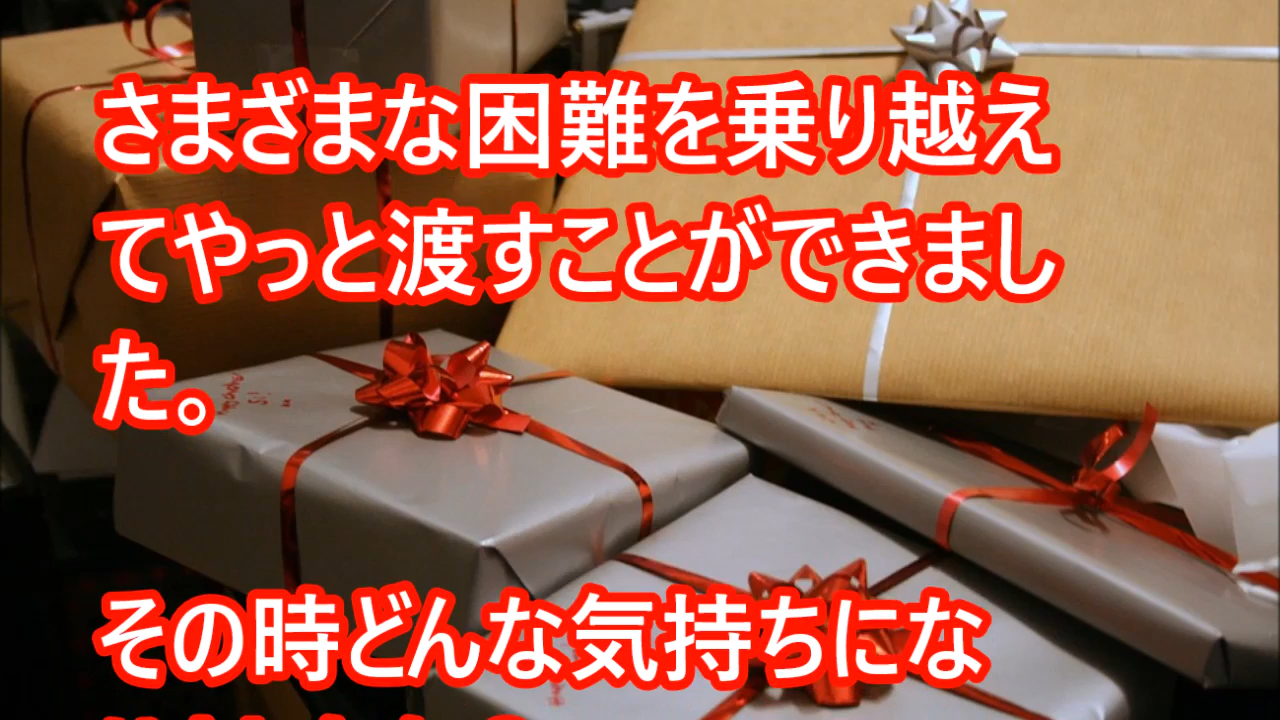 さまざまな困難を乗り越え
てやっと渡すことができまし
た。
その時どんな気持ちにな